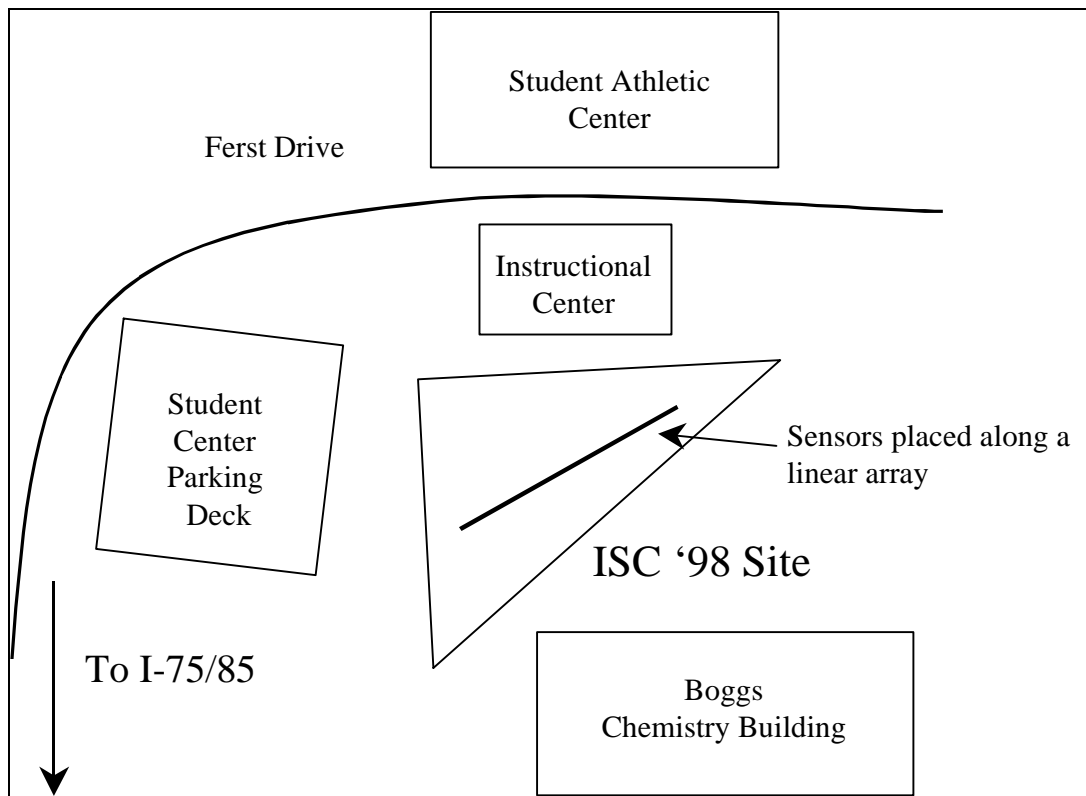 Student Athletic
Center
Ferst Drive
Instructional
Center
Student
Center
Parking
Deck
Sensors placed along a
linear array
ISC ‘98 Site
To I-75/85
Boggs
Chemistry Building